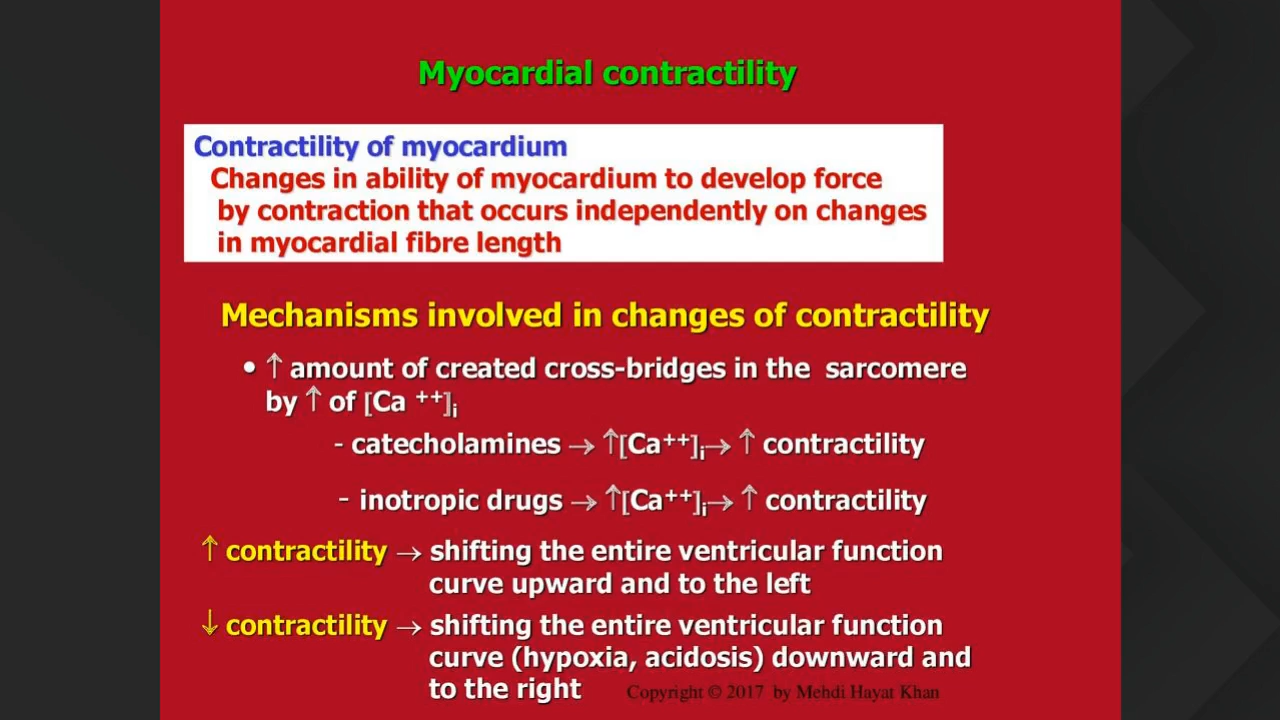 Myocardial contractility
Contractility of myocardium
Changes in ability of myocardium to develop force
by contraction that occurs independently on changes
in myocardial fibre length
Mechanisms involved in changes of contractility
• ↑ amount of created cross-bridges in the sarcomere
by ↑ of [Ca ++]i
- catecholamines → ↑[Ca++]i→ ↑ contractility
- inotropic drugs → ↑[Ca++]i→ ↑ contractility
↑ contractility → shifting the entire ventricular function
curve upward and to the left
↓ contractility → shifting the entire ventricular function
curve (hypoxia, acidosis) downward and
to the right Copyright © 2017 by Mehdi Hayat Khan